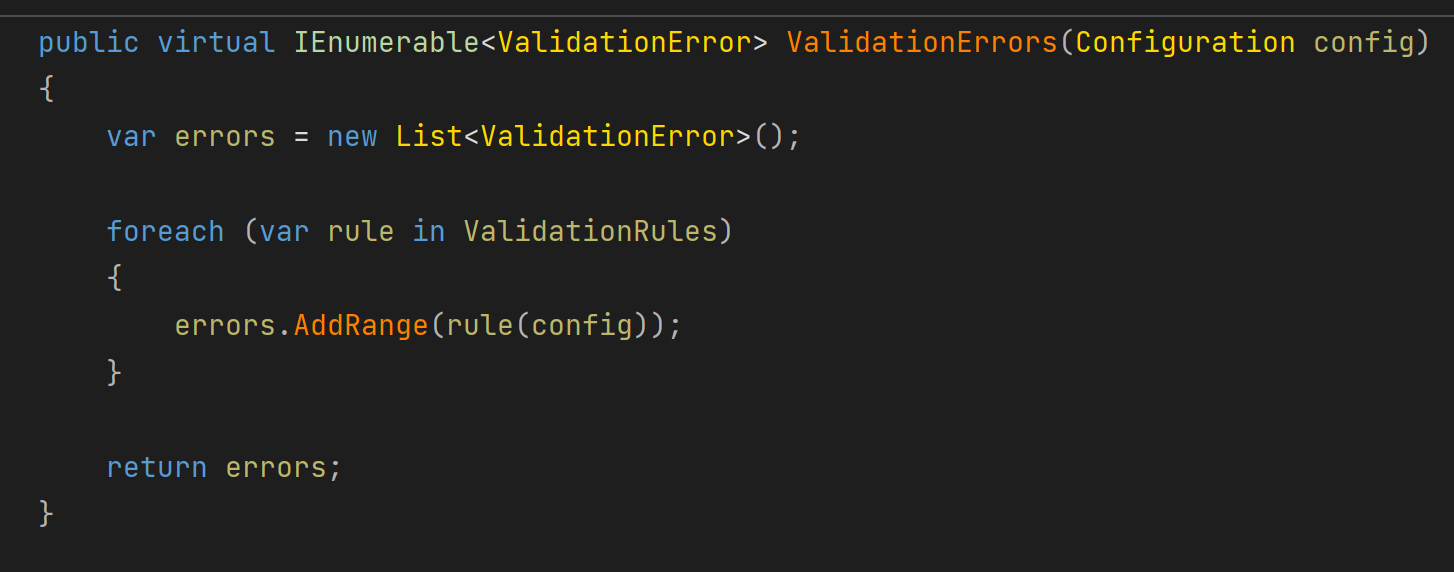 public virtual IEnumerable<ValidationError> ValidationErrors(Configuration config)
{
    var errors = new List<ValidationError>();

    foreach (var rule in ValidationRules)
    {
        errors.AddRange(rule(config));
    }

    return errors;
}